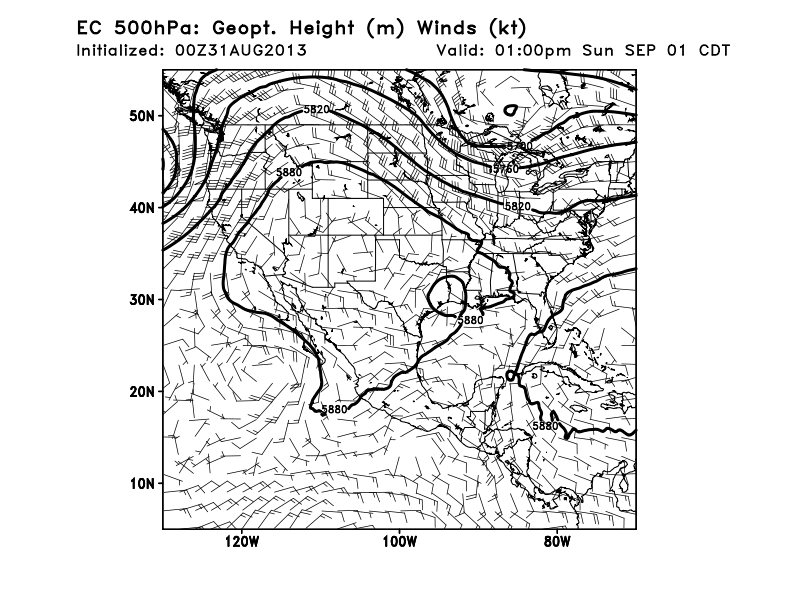 EC 500hPa: Geopt. Height (m) Winds (kt)
Initialized: 00Z31AUG2013 Valid: 01:00pm Sun SEP 01 CDT
50N
40N
30N
20N
10N
120W 100W 80W
5820
5700
5760
5880
5820
5880
5880
5880